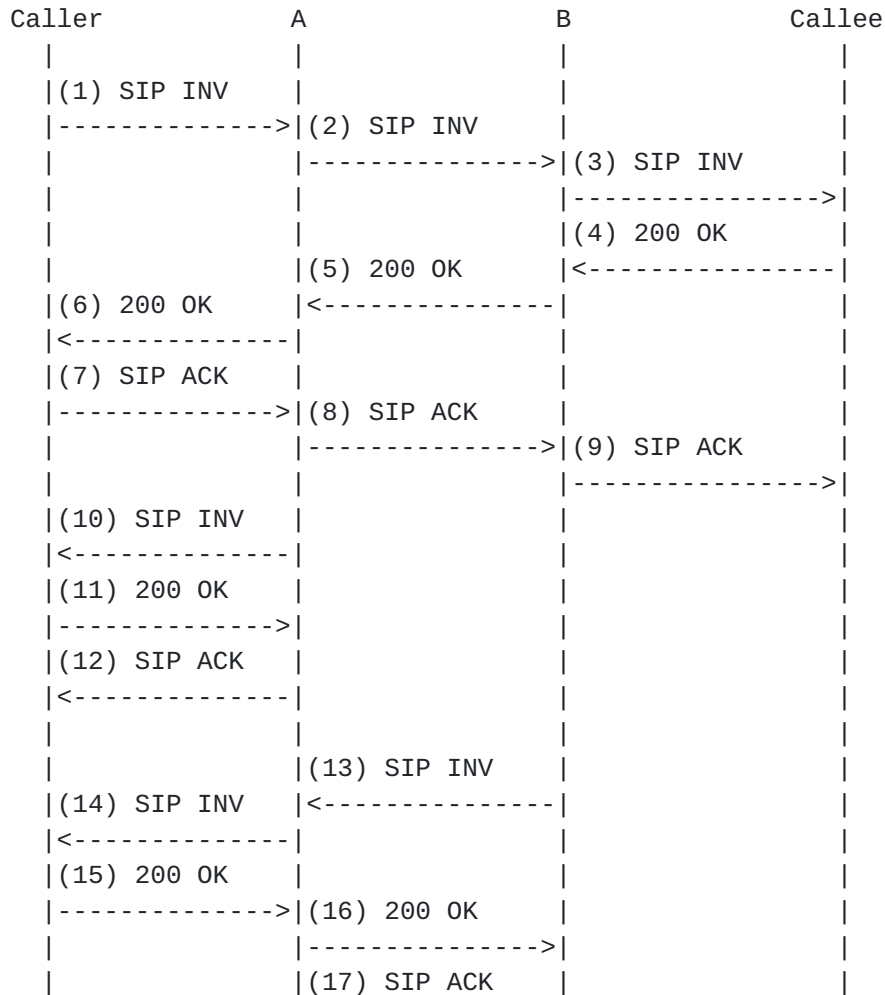 Caller A B Callee
(1) SIP INV
(2) SIP INV
(3) SIP INV
(4) 200 OK
(5) 200 OK
(6) 200 OK
(7) SIP ACK
(8) SIP ACK
(9) SIP ACK
(10) SIP INV
(11) 200 OK
(12) SIP ACK
(13) SIP INV
(14) SIP INV
(15) 200 OK
(16) 200 OK
(17) SIP ACK